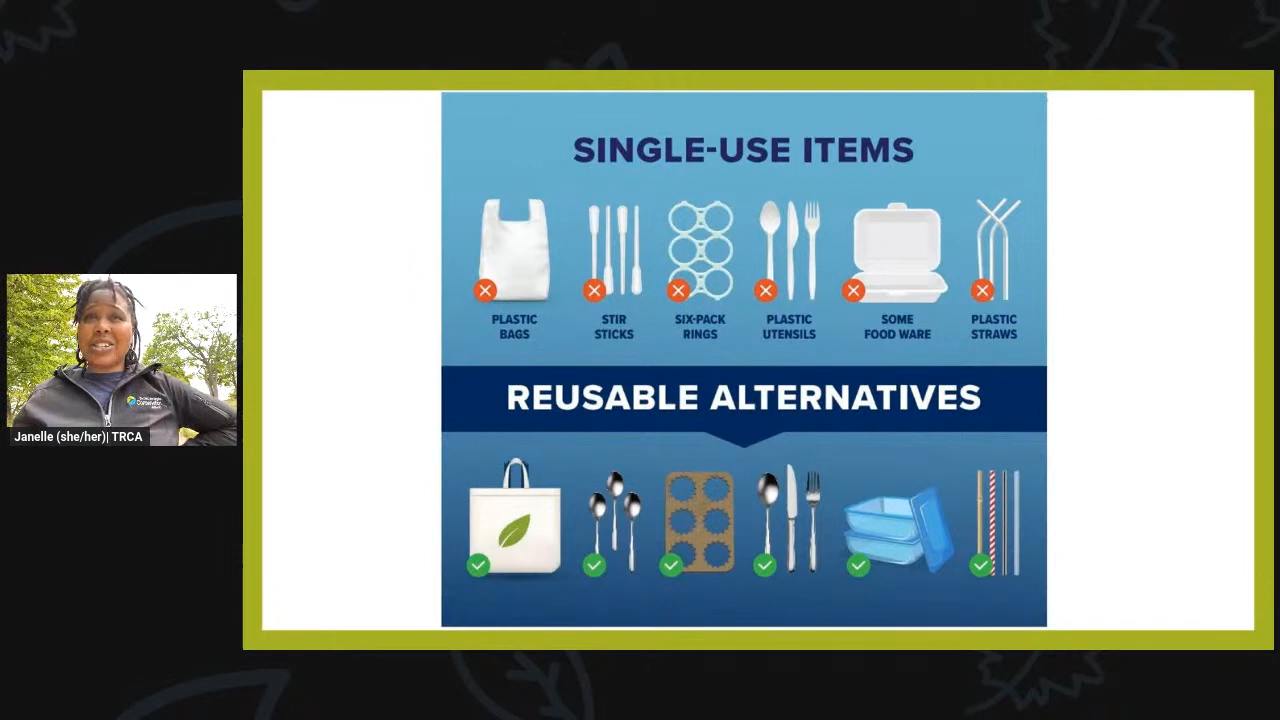 SINGLE-USE ITEMS
PLASTIC
BAGS
STIR
STICKS
SIX-PACK
RINGS
PLASTIC
UTENSILS
SOME
FOOD WARE
PLASTIC
STRAWS
REUSABLE ALTERNATIVES
Conservation
Janelle (she/her)| TRCA